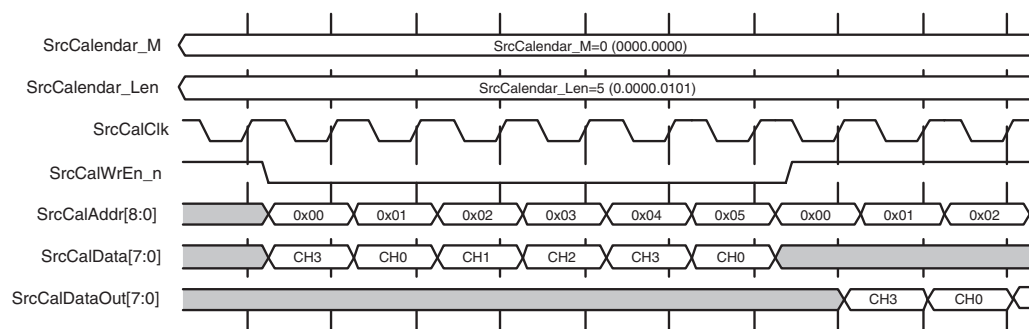 SrcCalendar_M SrcCalendar_M=0 (0000.0000)
SrcCalendar_Len SrcCalendar_Len=5 (0.0000.0101)
SrcCalClk
SrcCalWrEn_n
SrcCalAddr[8:0] 0x00 0x01 0x02 0x03 0x04 0x05 0x00 0x01 0x02
SrcCalData[7:0] CH3 CH0 CH1 CH2 CH3 CH0
SrcCalDataOut[7:0] CH3 CH0